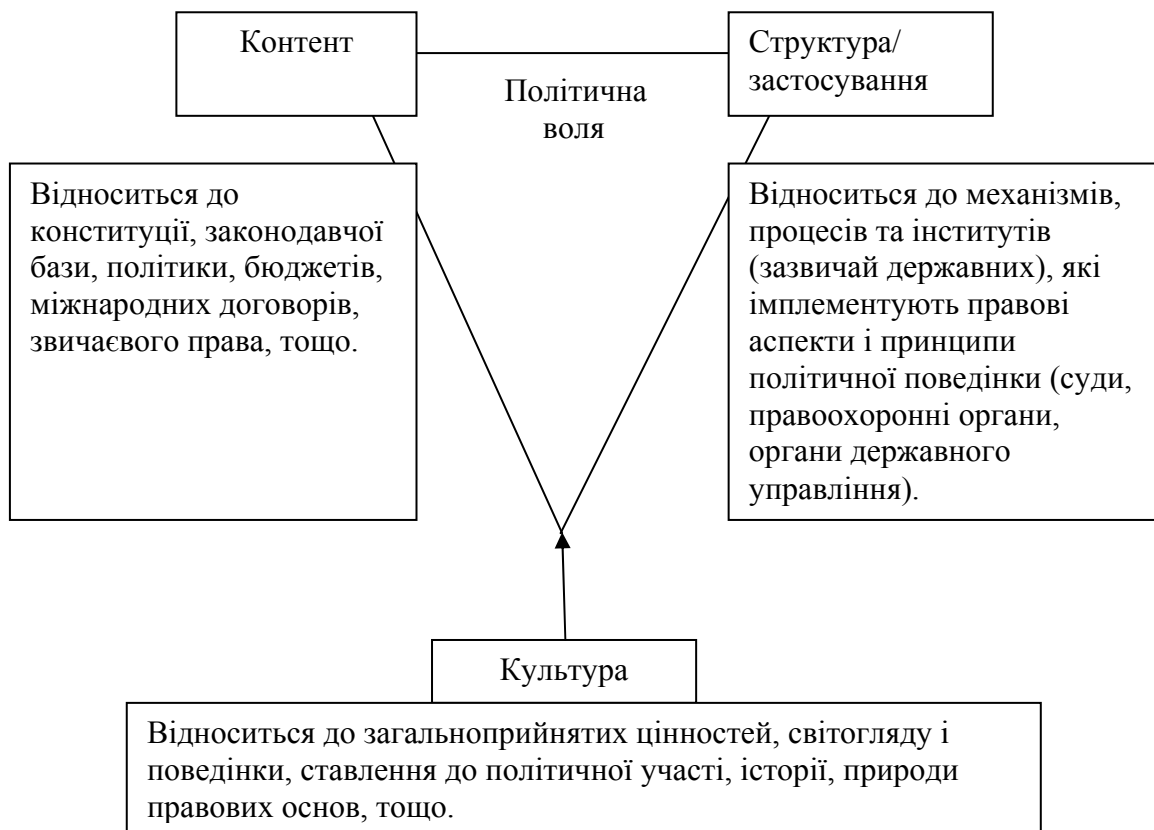 Контент
Структура/
застосування
Політична
воля
Відноситься до
конституції, законодавчої
бази, політики, бюджетів,
міжнародних договорів,
звичаєвого права, тощо.
Відноситься до механізмів,
процесів та інститутів
(зазвичай державних), які
імплементують правові
аспекти і принципи
політичної поведінки (суди,
правоохоронні органи,
органи державного
управління).
Культура
Відноситься до загальноприйнятих цінностей, світогляду і
поведінки, ставлення до політичної участі, історії, природи
правових основ, тощо.